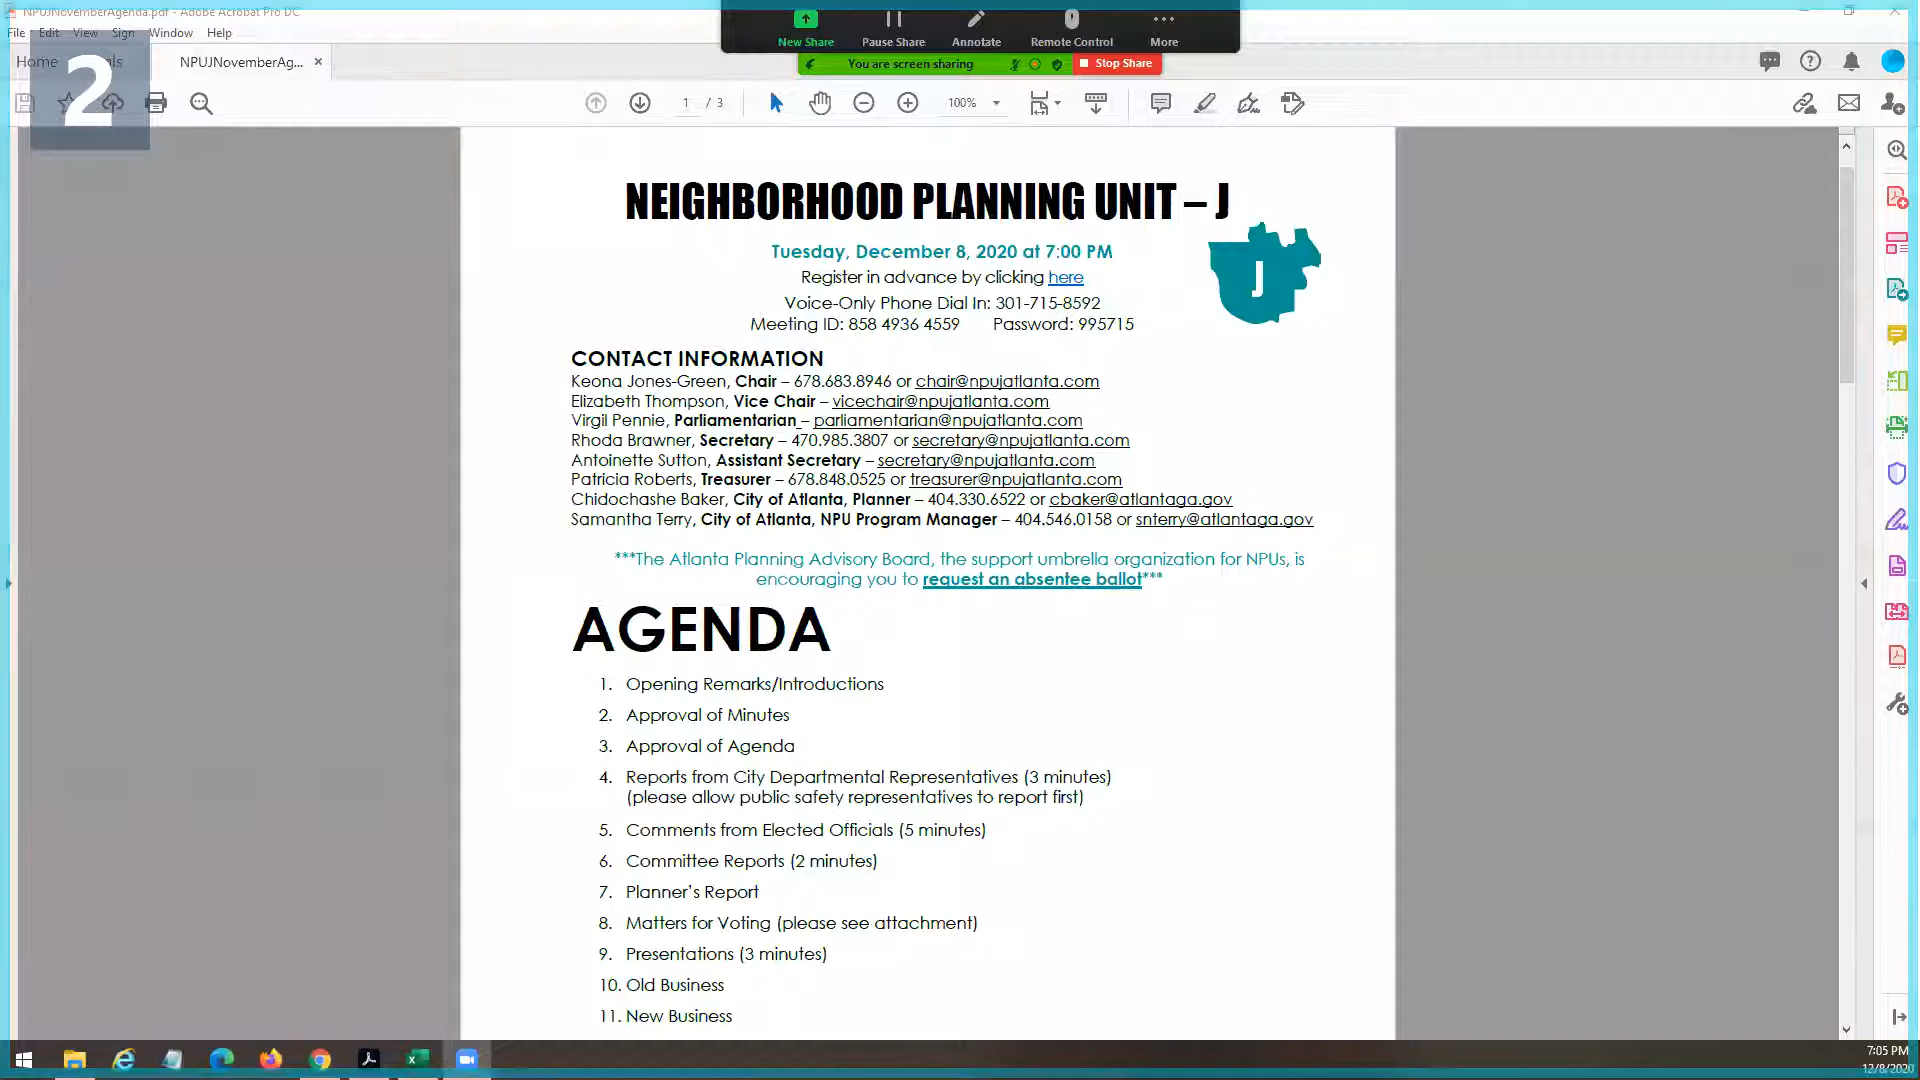 NPUJNovemberAgenda.pdf - Adobe Acrobat Pro DC
File Edit View Sign Window Help
New Share Pause Share Annotate Remote Control More
You are screen sharing Stop Share
Home NPUJNovemberAg... ×
2
1 / 3 100%
NEIGHBORHOOD PLANNING UNIT – J
Tuesday, December 8, 2020 at 7:00 PM
Register in advance by clicking here
J
Voice-Only Phone Dial In: 301-715-8592
Meeting ID: 858 4936 4559 Password: 995715
CONTACT INFORMATION
Keona Jones-Green, Chair – 678.683.8946 or chair@npujatlanta.com
Elizabeth Thompson, Vice Chair – vicechair@npujatlanta.com
Virgil Pennie, Parliamentarian – parliamentarian@npujatlanta.com
Rhoda Brawner, Secretary – 470.985.3807 or secretary@npujatlanta.com
Antoinette Sutton, Assistant Secretary – secretary@npujatlanta.com
Patricia Roberts, Treasurer – 678.848.0525 or treasurer@npujatlanta.com
Chidochashe Baker, City of Atlanta, Planner – 404.330.6522 or cbaker@atlantaga.gov
Samantha Terry, City of Atlanta, NPU Program Manager – 404.546.0158 or snterry@atlantaga.gov
***The Atlanta Planning Advisory Board, the support umbrella organization for NPUs, is
encouraging you to request an absentee ballot***
AGENDA
1. Opening Remarks/Introductions
2. Approval of Minutes
3. Approval of Agenda
4. Reports from City Departmental Representatives (3 minutes)
(please allow public safety representatives to report first)
5. Comments from Elected Officials (5 minutes)
6. Committee Reports (2 minutes)
7. Planner's Report
8. Matters for Voting (please see attachment)
9. Presentations (3 minutes)
10. Old Business
11. New Business
7:05 PM
12/8/2020